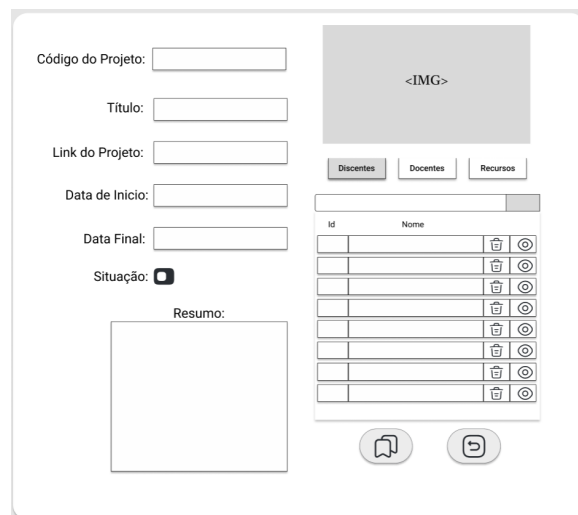 Código do Projeto:
Título:
Link do Projeto:
Data de Inicio:
Data Final:
Situação:
Resumo:
<IMG>
Discentes
Docentes
Recursos
Id
Nome